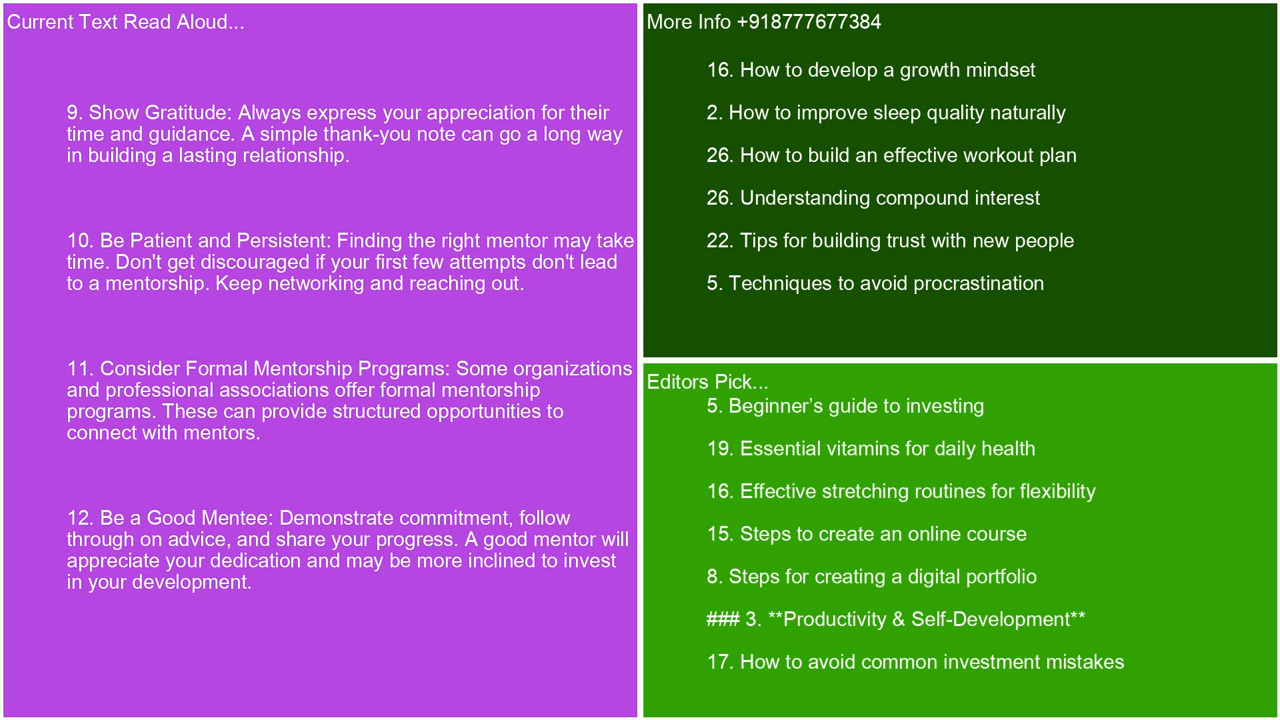 Current Text Read Aloud...
9. Show Gratitude: Always express your appreciation for their
time and guidance. A simple thank-you note can go a long way
in building a lasting relationship.
10. Be Patient and Persistent: Finding the right mentor may take
time. Don't get discouraged if your first few attempts don't lead
to a mentorship. Keep networking and reaching out.
11. Consider Formal Mentorship Programs: Some organizations
and professional associations offer formal mentorship
programs. These can provide structured opportunities to
connect with mentors.
12. Be a Good Mentee: Demonstrate commitment, follow
through on advice, and share your progress. A good mentor will
appreciate your dedication and may be more inclined to invest
in your development.
More Info +918777677384
16. How to develop a growth mindset
2. How to improve sleep quality naturally
26. How to build an effective workout plan
26. Understanding compound interest
22. Tips for building trust with new people
5. Techniques to avoid procrastination
Editors Pick...
5. Beginner’s guide to investing
19. Essential vitamins for daily health
16. Effective stretching routines for flexibility
15. Steps to create an online course
8. Steps for creating a digital portfolio
### 3. **Productivity & Self-Development**
17. How to avoid common investment mistakes